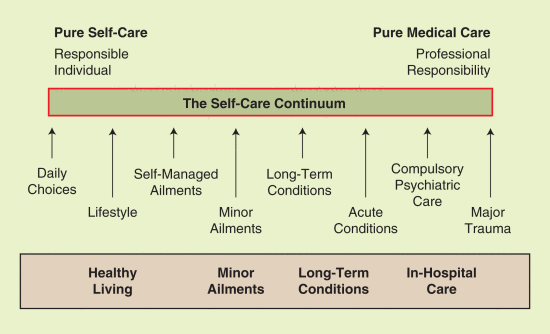 Pure Self-Care
Responsible
Individual
Pure Medical Care
Professional
Responsibility
The Self-Care Continuum
Daily
Choices
Lifestyle
Self-Managed
Ailments
Minor
Ailments
Long-Term
Conditions
Acute
Conditions
Compulsory
Psychiatric
Care
Major
Trauma
Healthy
Living
Minor
Ailments
Long-Term
Conditions
In-Hospital
Care